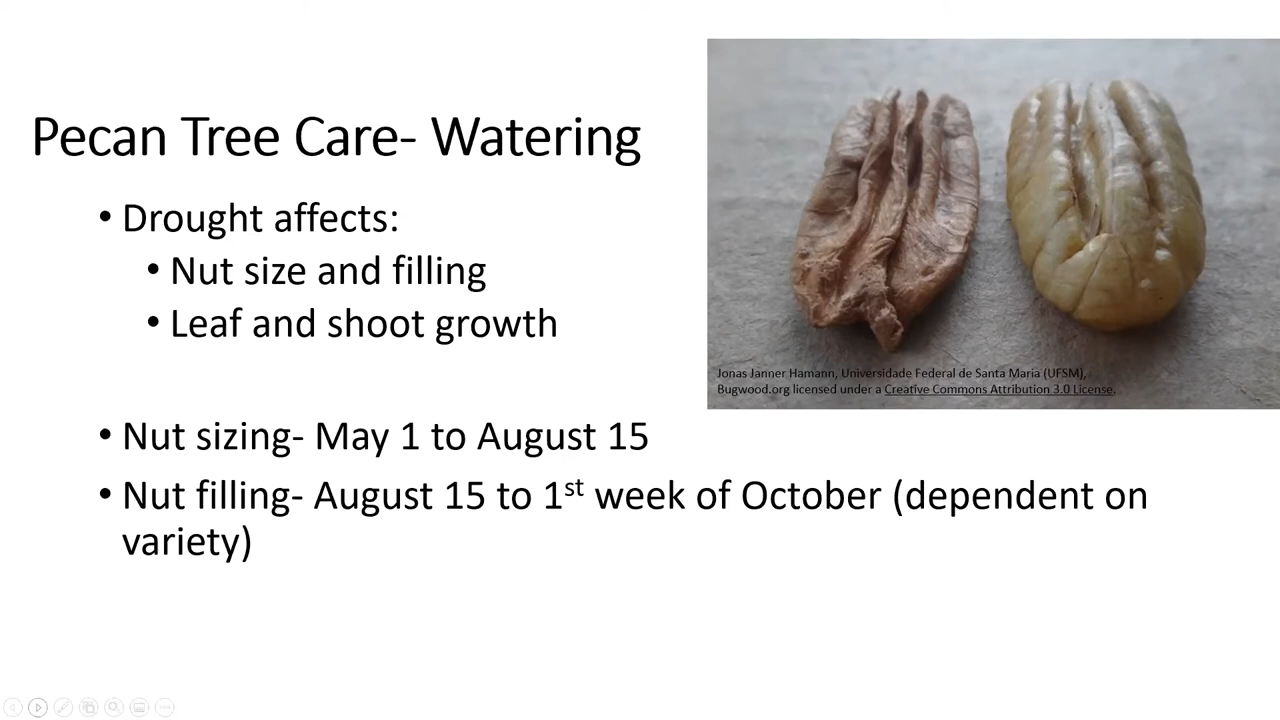 Pecan Tree Care- Watering
• Drought affects:
• Nut size and filling
• Leaf and shoot growth
Jonas Janner Hamann, Universidade Federal de Santa Maria (UFSM),
Bugwood.org licensed under a Creative Commons Attribution 3.0 License.
• Nut sizing- May 1 to August 15
• Nut filling- August 15 to 1st week of October (dependent on
variety)